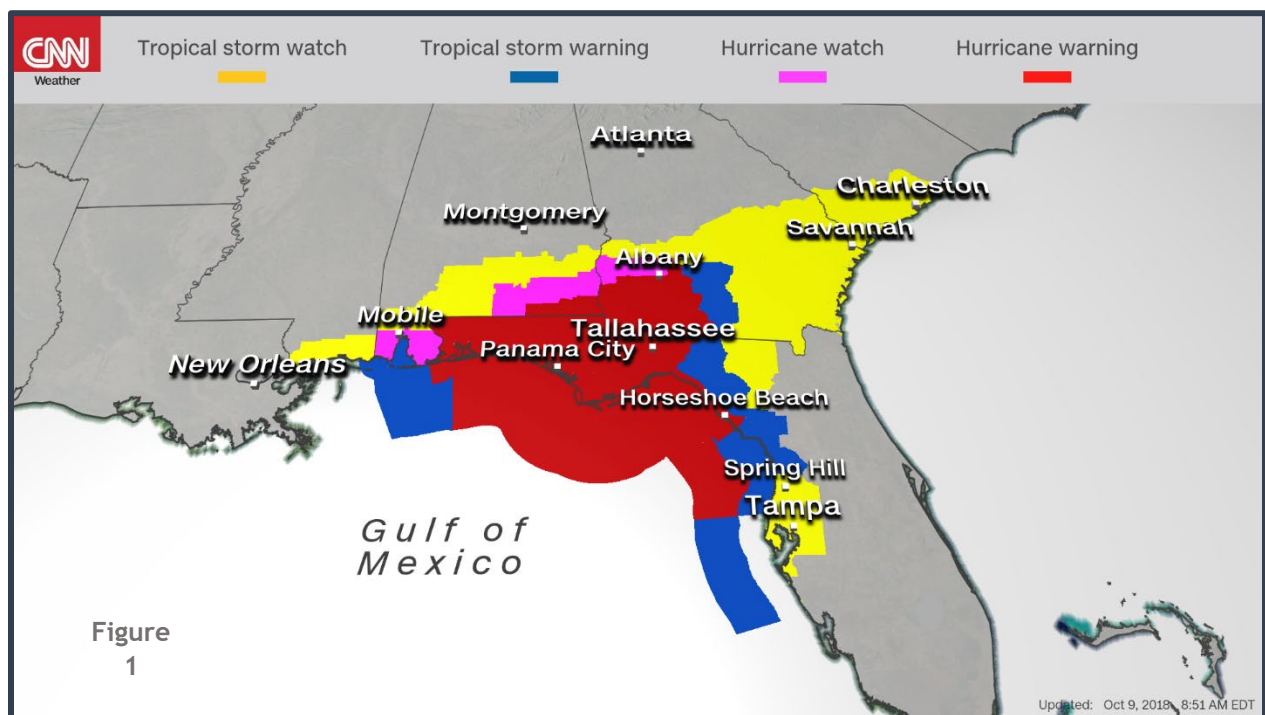 CNN
Weather
Tropical storm watch
Tropical storm warning
Hurricane watch
Hurricane warning
Atlanta
Charleston
Montgomery
Savannah
Albany
Mobile
Tallahassee
Panama City
New Orleans
Horseshoe Beach
Spring Hill
Tampa
Gulf of
Mexico
Figure
1
Updated: Oct 9, 2018 8:51 AM EDT